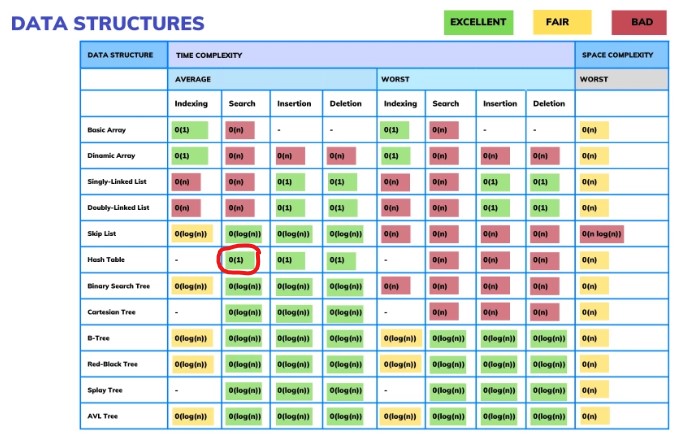 DATA STRUCTURES
EXCELLENT FAIR BAD
DATA STRUCTURE TIME COMPLEXITY SPACE COMPLEXITY
AVERAGE WORST WORST
Indexing Search Insertion Deletion Indexing Search Insertion Deletion
Basic Array 0(1) 0(n) - - 0(1) 0(n) - - 0(n)
Dinamic Array 0(1) 0(n) 0(n) 0(n) 0(1) 0(n) 0(n) 0(n) 0(n)
Singly-Linked List 0(n) 0(n) 0(1) 0(1) 0(n) 0(n) 0(1) 0(1) 0(n)
Doubly-Linked List 0(n) 0(n) 0(1) 0(1) 0(n) 0(n) 0(1) 0(1) 0(n)
Skip List 0(log(n)) 0(log(n)) 0(log(n)) 0(log(n)) 0(n) 0(n) 0(n) 0(n) 0(n log(n))
Hash Table - 0(1) 0(1) 0(1) - 0(n) 0(n) 0(n) 0(n)
Binary Search Tree 0(log(n)) 0(log(n)) 0(log(n)) 0(log(n)) 0(n) 0(n) 0(n) 0(n) 0(n)
Cartesian Tree - 0(log(n)) 0(log(n)) 0(log(n)) - 0(n) 0(n) 0(n) 0(n)
B-Tree 0(log(n)) 0(log(n)) 0(log(n)) 0(log(n)) 0(log(n)) 0(log(n)) 0(log(n)) 0(log(n)) 0(n)
Red-Black Tree 0(log(n)) 0(log(n)) 0(log(n)) 0(log(n)) 0(log(n)) 0(log(n)) 0(log(n)) 0(log(n)) 0(n)
Splay Tree - 0(log(n)) 0(log(n)) 0(log(n)) - 0(log(n)) 0(log(n)) 0(log(n)) 0(n)
AVL Tree 0(log(n)) 0(log(n)) 0(log(n)) 0(log(n)) 0(log(n)) 0(log(n)) 0(log(n)) 0(log(n)) 0(n)